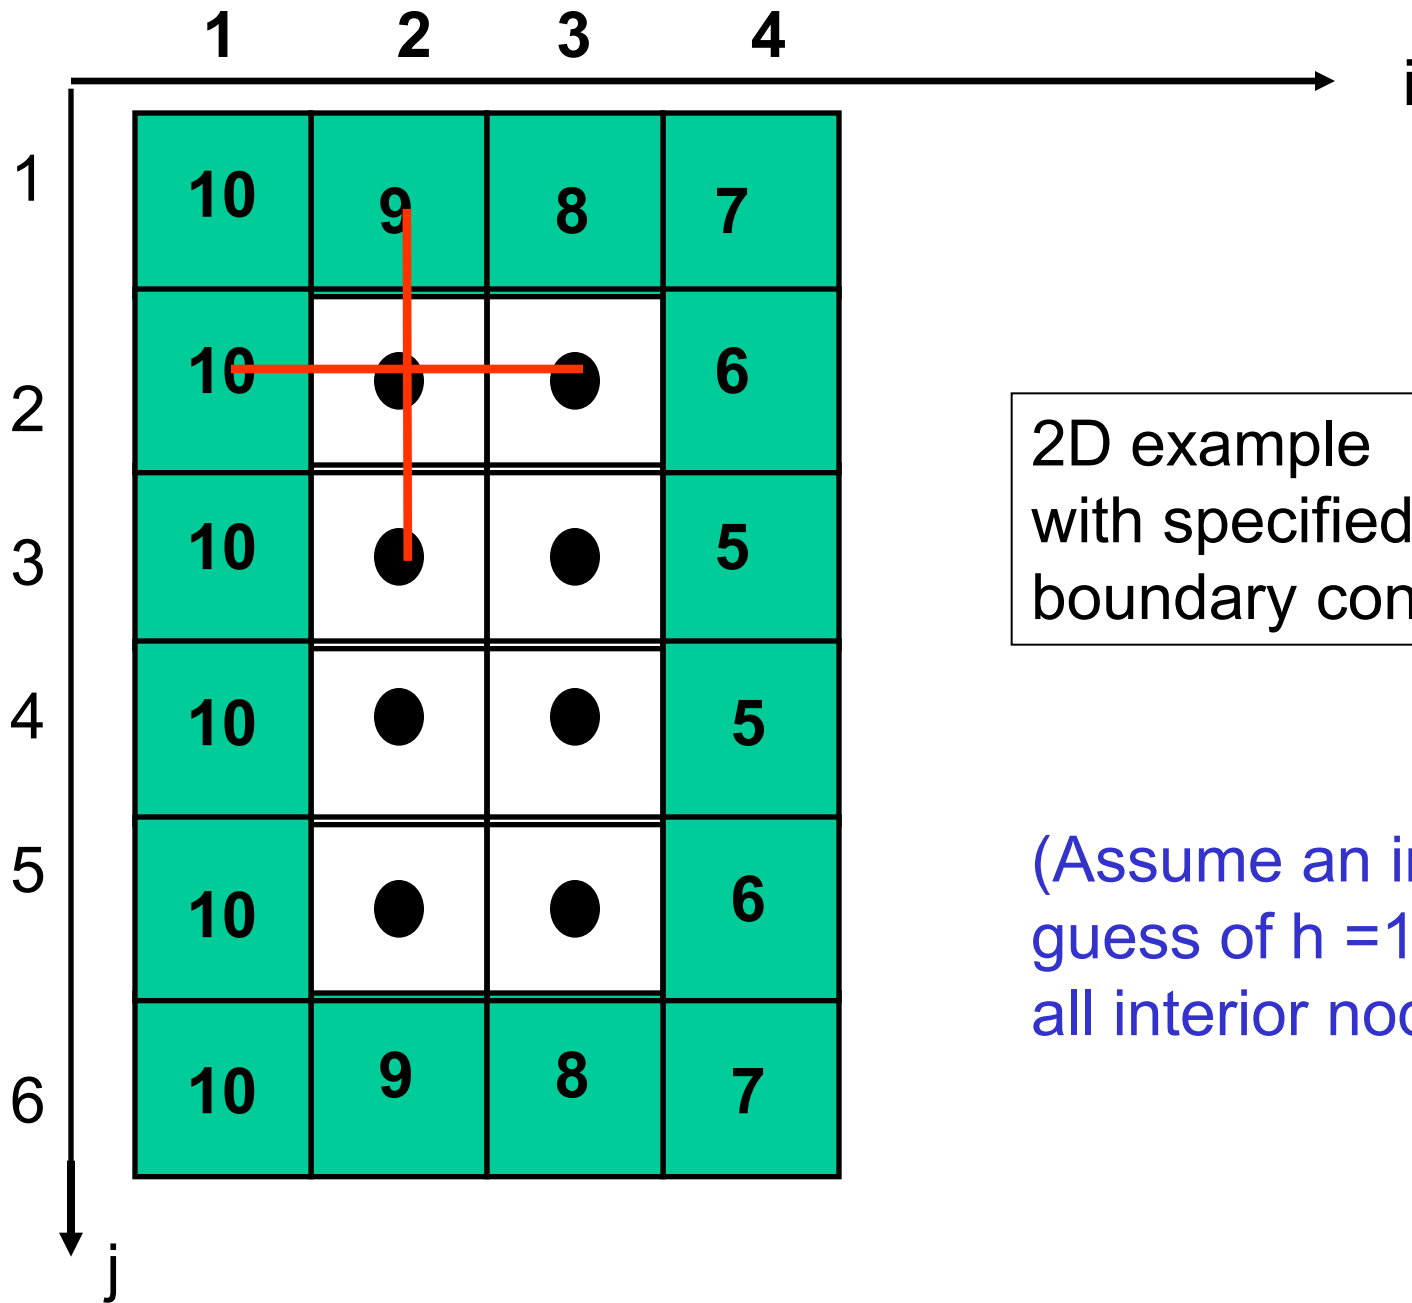 1 2 3 4
i
1 10 9 8 7
2 10 6
3 10 5
4 10 5
5 10 6
6 10 9 8 7
j
2D example
with specified
boundary con
(Assume an in
guess of h =1
all interior